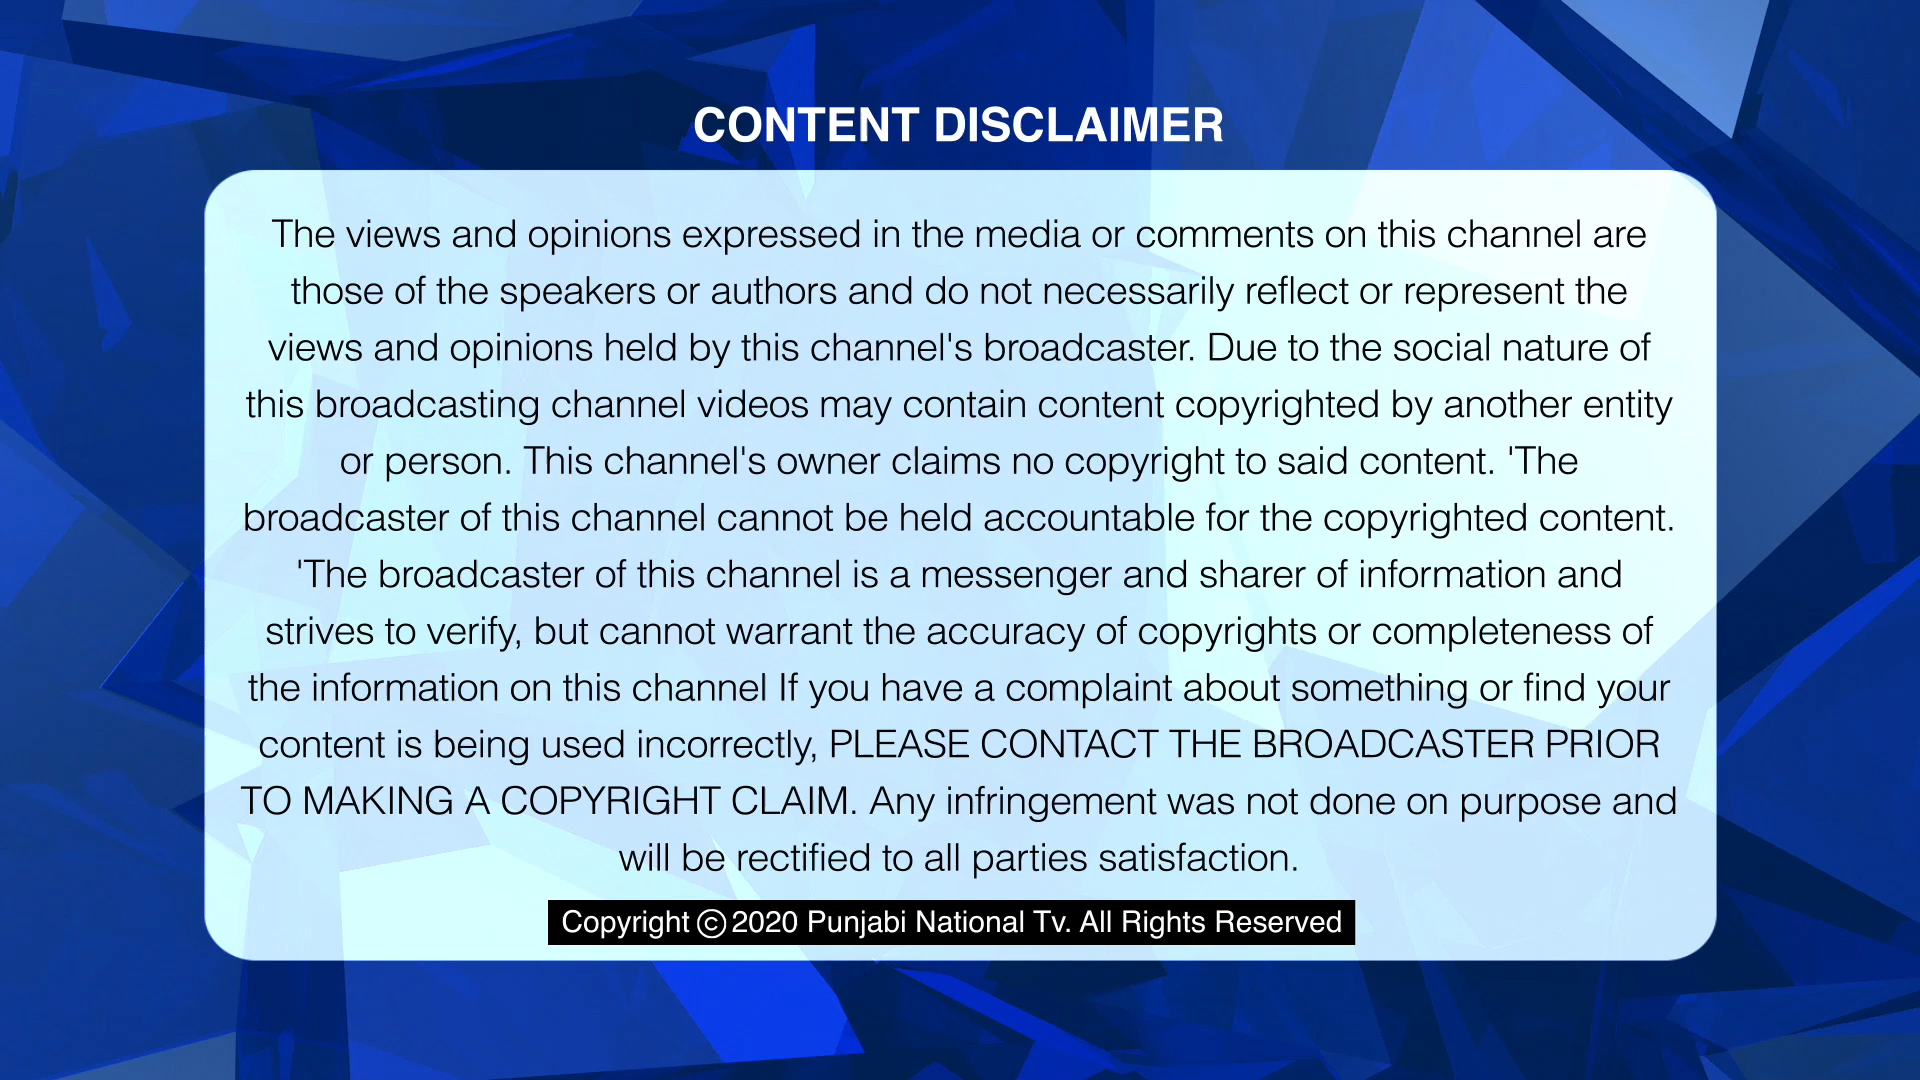 CONTENT DISCLAIMER
The views and opinions expressed in the media or comments on this channel are
those of the speakers or authors and do not necessarily reflect or represent the
views and opinions held by this channel's broadcaster. Due to the social nature of
this broadcasting channel videos may contain content copyrighted by another entity
or person. This channel's owner claims no copyright to said content. 'The
broadcaster of this channel cannot be held accountable for the copyrighted content.
'The broadcaster of this channel is a messenger and sharer of information and
strives to verify, but cannot warrant the accuracy of copyrights or completeness of
the information on this channel If you have a complaint about something or find your
content is being used incorrectly, PLEASE CONTACT THE BROADCASTER PRIOR
TO MAKING A COPYRIGHT CLAIM. Any infringement was not done on purpose and
will be rectified to all parties satisfaction.
Copyright © 2020 Punjabi National Tv. All Rights Reserved